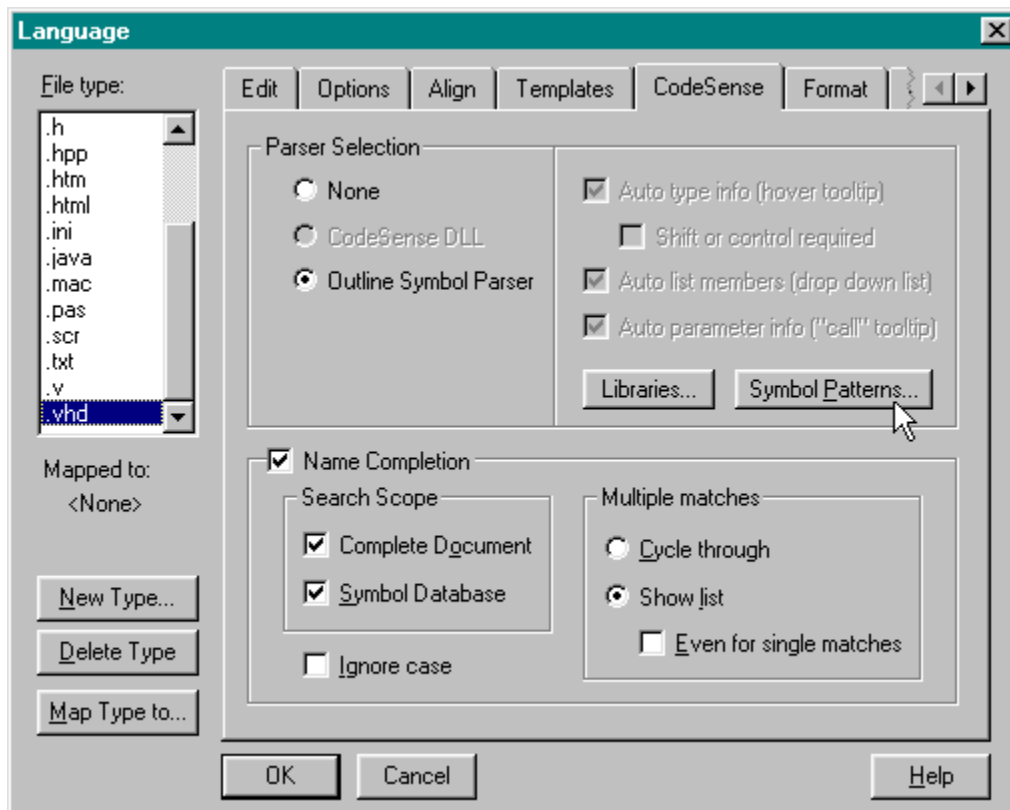 Language
File type:
.h
.hpp
.htm
.html
.ini
.java
.mac
.pas
.scr
.txt
.v
.vhd
Mapped to:
<None>
New Type...
Delete Type
Map Type to...
Edit Options Align Templates CodeSense Format
Parser Selection
None
CodeSense DLL
Outline Symbol Parser
Auto type info (hover tooltip)
Shift or control required
Auto list members (drop down list)
Auto parameter info ("call" tooltip)
Libraries... Symbol Patterns...
Name Completion
Search Scope
Complete Document
Symbol Database
Ignore case
Multiple matches
Cycle through
Show list
Even for single matches
OK Cancel Help